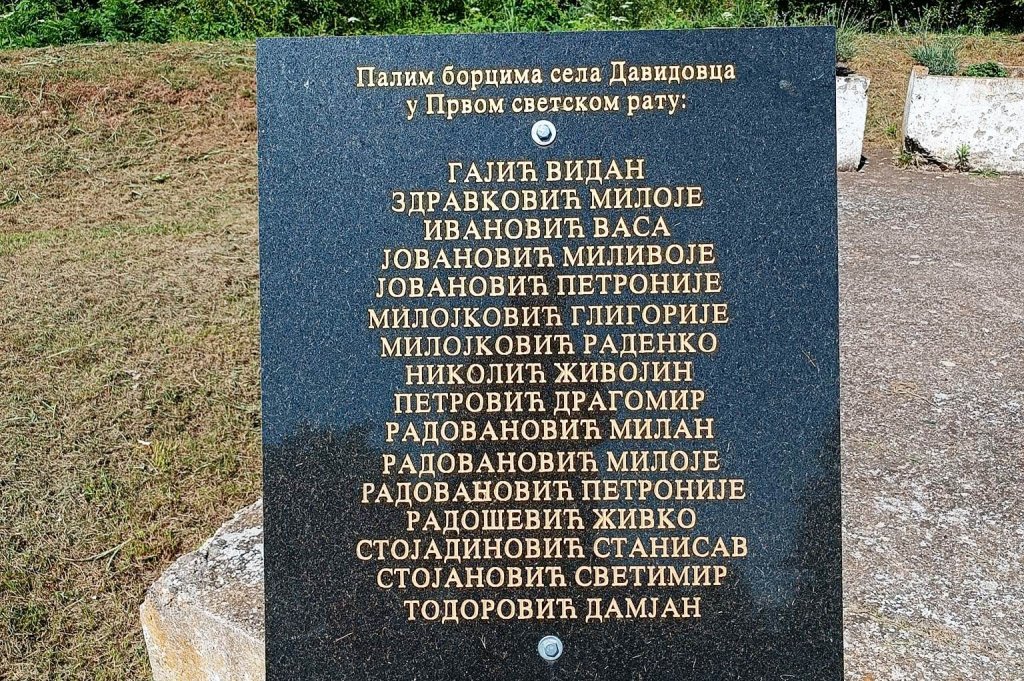 Палим борцима села Давидовца
у Првом светском рату:
ГАЈИЋ ВИДАН
ЗДРАВКОВИЋ МИЛОЈЕ
ИВАНОВИЋ ВАСА
ЈОВАНОВИЋ МИЛИВОЈЕ
ЈОВАНОВИЋ ПЕТРОНИЈЕ
МИЛОЈКОВИЋ ГЛИГОРИЈЕ
МИЛОЈКОВИЋ РАДЕНКО
НИКОЛИЋ ЖИВОЈИН
ПЕТРОВИЋ ДРАГОМИР
РАДОВАНОВИЋ МИЛАН
РАДОВАНОВИЋ МИЛОЈЕ
РАДОВАНОВИЋ ПЕТРОНИЈЕ
РАДОШЕВИЋ ЖИВКО
СТОЈАДИНОВИЋ СТАНИСАВ
СТОЈАНОВИЋ СВЕТИМИР
ТОДОРОВИЋ ДАМЈАН